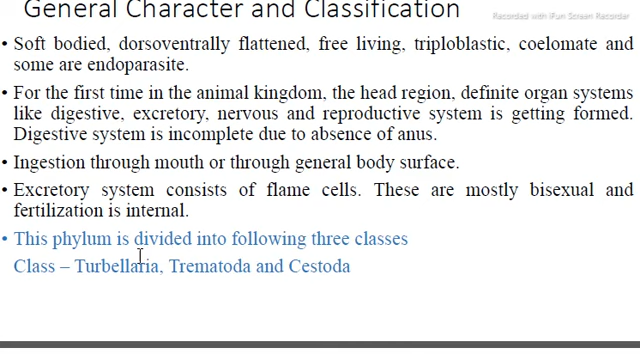 General Character and Classification
Recorded with iFun Screen Recorder
• Soft bodied, dorsoventrally flattened, free living, triploblastic, coelomate and
some are endoparasite.
• For the first time in the animal kingdom, the head region, definite organ systems
like digestive, excretory, nervous and reproductive system is getting formed.
Digestive system is incomplete due to absence of anus.
• Ingestion through mouth or through general body surface.
• Excretory system consists of flame cells. These are mostly bisexual and
fertilization is internal.
• This phylum is divided into following three classes
Class – Turbellaria, Trematoda and Cestoda